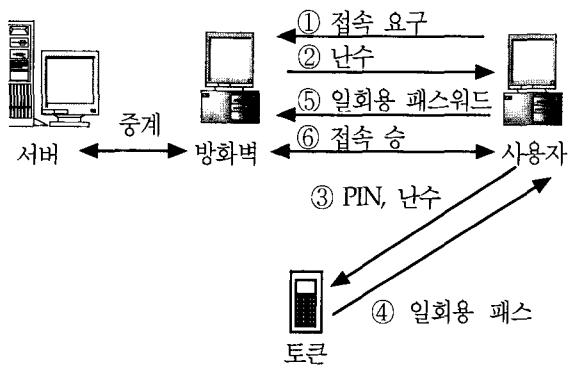 ① 접속 요구
② 난수
⑤ 일회용 패스워드
중계
⑥ 접속 승
서버
방화벽
사용자
③ PIN, 난수
④ 일회용 패스
토큰